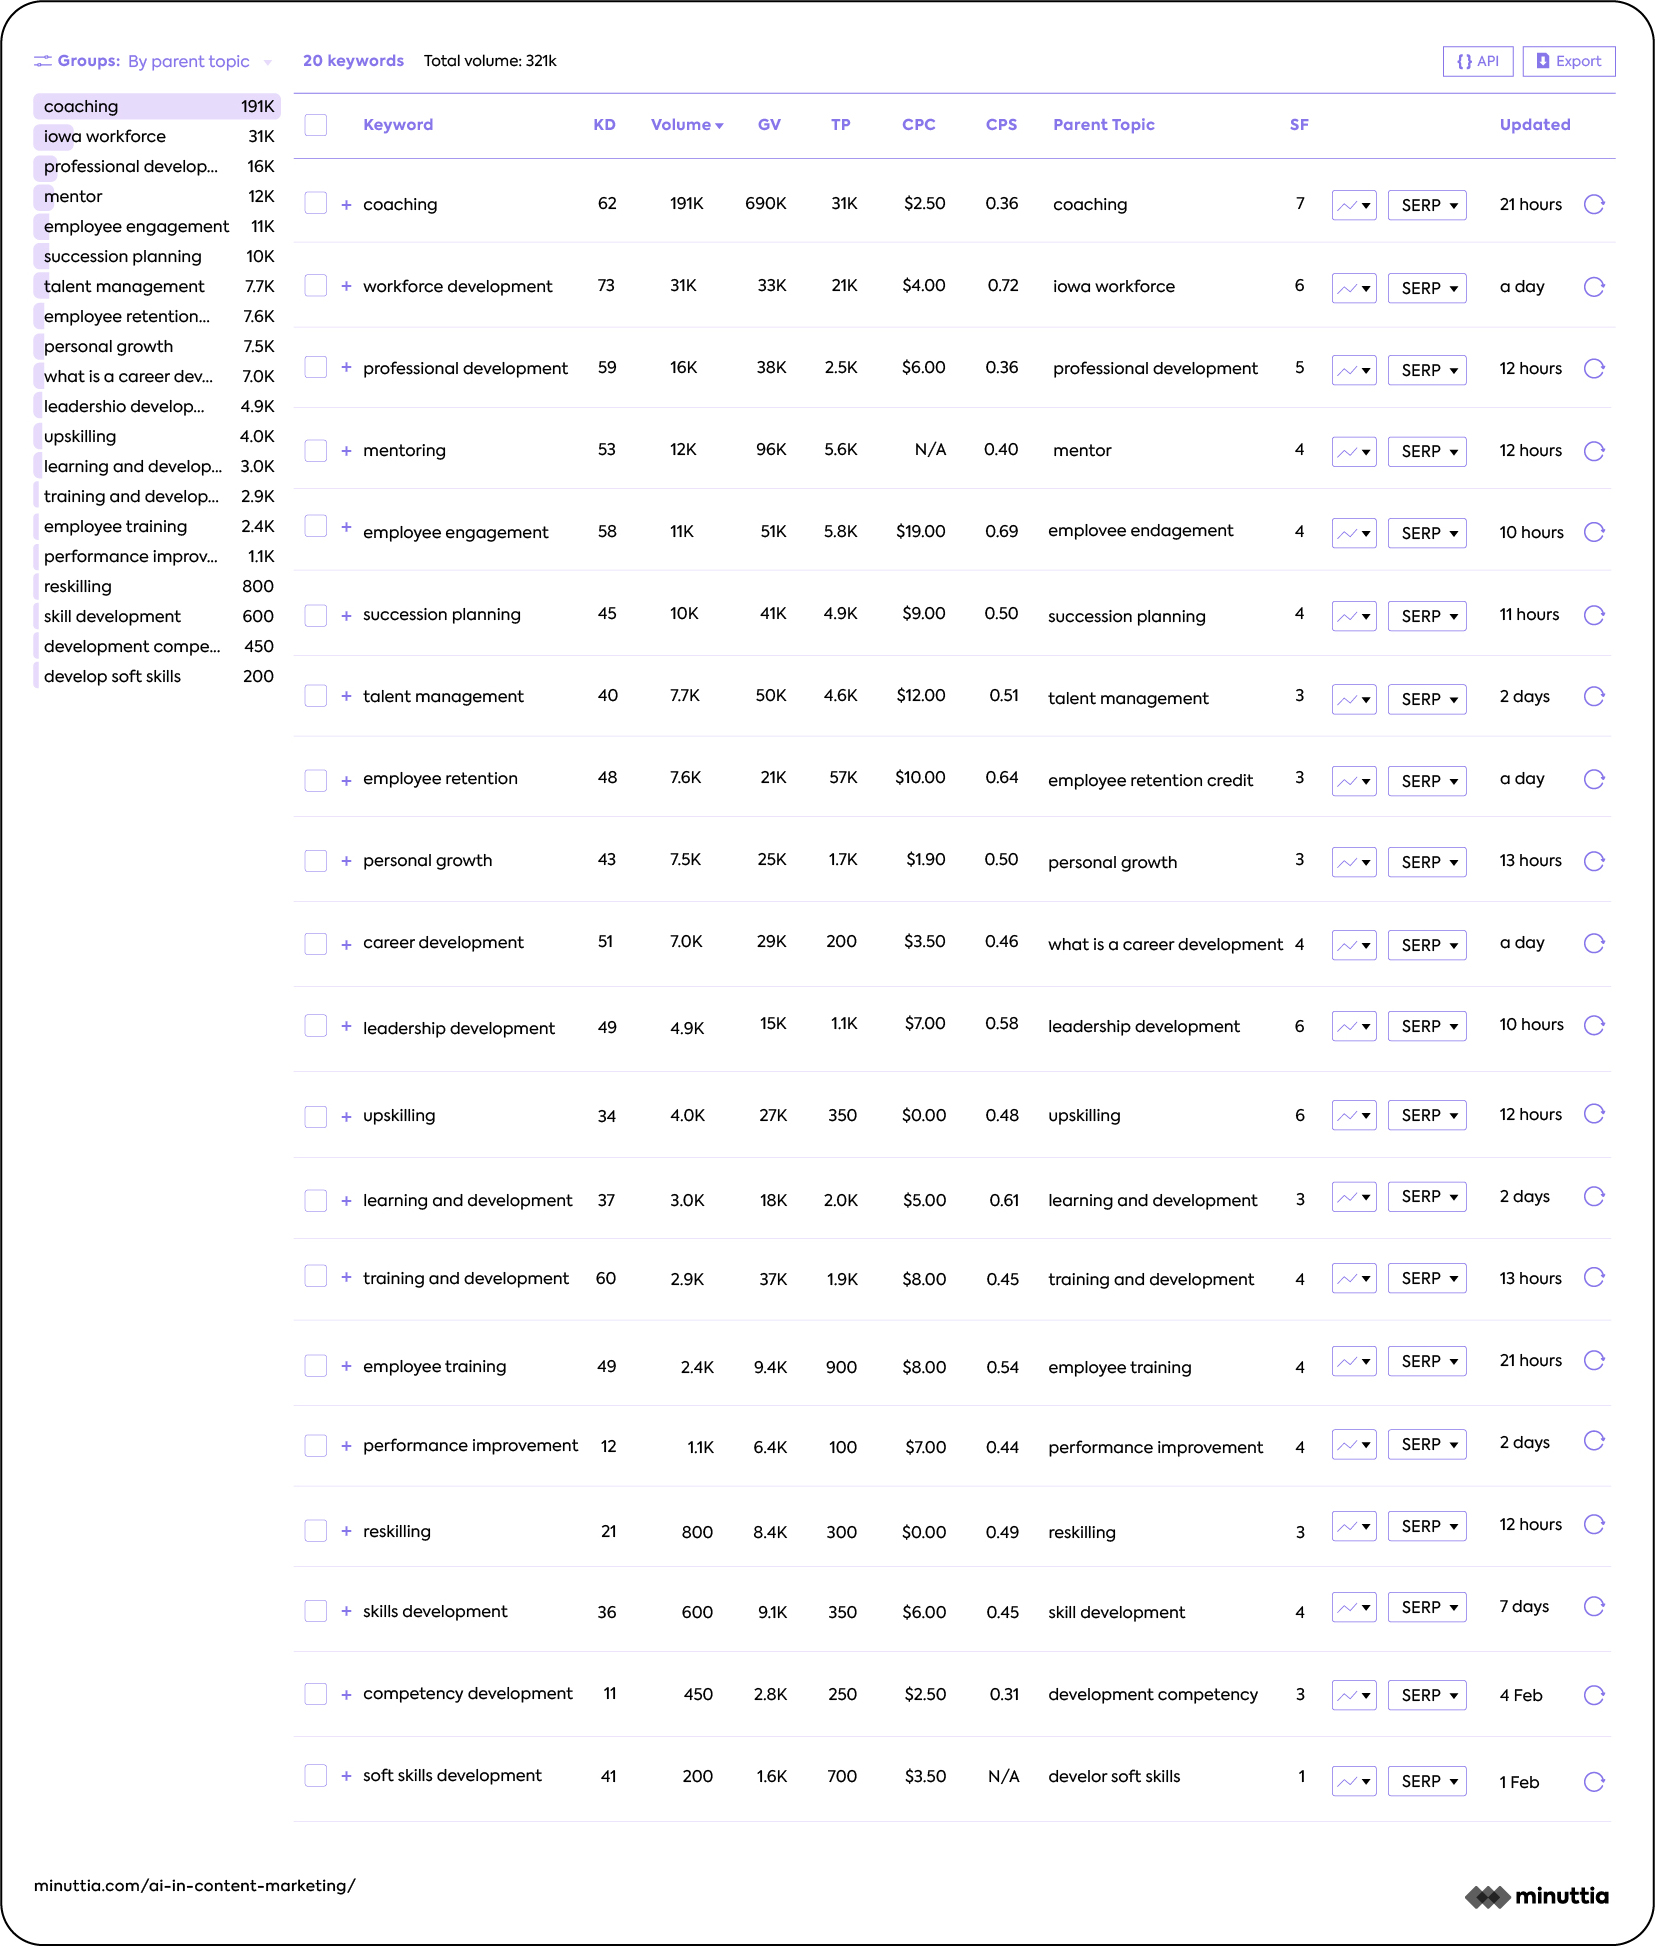 Groups: By parent topic
20 keywords Total volume: 321k
{} API Export
coaching 191K
iowa workforce 31K
professional develop... 16K
mentor 12K
employee engagement 11K
succession planning 10K
talent management 7.7K
employee retention... 7.6K
personal growth 7.5K
what is a career dev... 7.0K
leadershio develop... 4.9K
upskilling 4.0K
learning and develop... 3.0K
training and develop... 2.9K
employee training 2.4K
performance improv... 1.1K
reskilling 800
skill development 600
development compe... 450
develop soft skills 200
Keyword KD Volume GV TP CPC CPS Parent Topic SF Updated
+ coaching 62 191K 690K 31K $2.50 0.36 coaching 7 SERP 21 hours
+ workforce development 73 31K 33K 21K $4.00 0.72 iowa workforce 6 SERP a day
+ professional development 59 16K 38K 2.5K $6.00 0.36 professional development 5 SERP 12 hours
+ mentoring 53 12K 96K 5.6K N/A 0.40 mentor 4 SERP 12 hours
+ employee engagement 58 11K 51K 5.8K $19.00 0.69 emplovee endagement 4 SERP 10 hours
+ succession planning 45 10K 41K 4.9K $9.00 0.50 succession planning 4 SERP 11 hours
+ talent management 40 7.7K 50K 4.6K $12.00 0.51 talent management 3 SERP 2 days
+ employee retention 48 7.6K 21K 57K $10.00 0.64 employee retention credit 3 SERP a day
+ personal growth 43 7.5K 25K 1.7K $1.90 0.50 personal growth 3 SERP 13 hours
+ career development 51 7.0K 29K 200 $3.50 0.46 what is a career development 4 SERP a day
+ leadership development 49 4.9K 15K 1.1K $7.00 0.58 leadership development 6 SERP 10 hours
+ upskilling 34 4.0K 27K 350 $0.00 0.48 upskilling 6 SERP 12 hours
+ learning and development 37 3.0K 18K 2.0K $5.00 0.61 learning and development 3 SERP 2 days
+ training and development 60 2.9K 37K 1.9K $8.00 0.45 training and development 4 SERP 13 hours
+ employee training 49 2.4K 9.4K 900 $8.00 0.54 employee training 4 SERP 21 hours
+ performance improvement 12 1.1K 6.4K 100 $7.00 0.44 performance improvement 4 SERP 2 days
+ reskilling 21 800 8.4K 300 $0.00 0.49 reskilling 3 SERP 12 hours
+ skills development 36 600 9.1K 350 $6.00 0.45 skill development 4 SERP 7 days
+ competency development 11 450 2.8K 250 $2.50 0.31 development competency 3 SERP 4 Feb
+ soft skills development 41 200 1.6K 700 $3.50 N/A develor soft skills 1 SERP 1 Feb
minuttia.com/ai-in-content-marketing/
minuttia